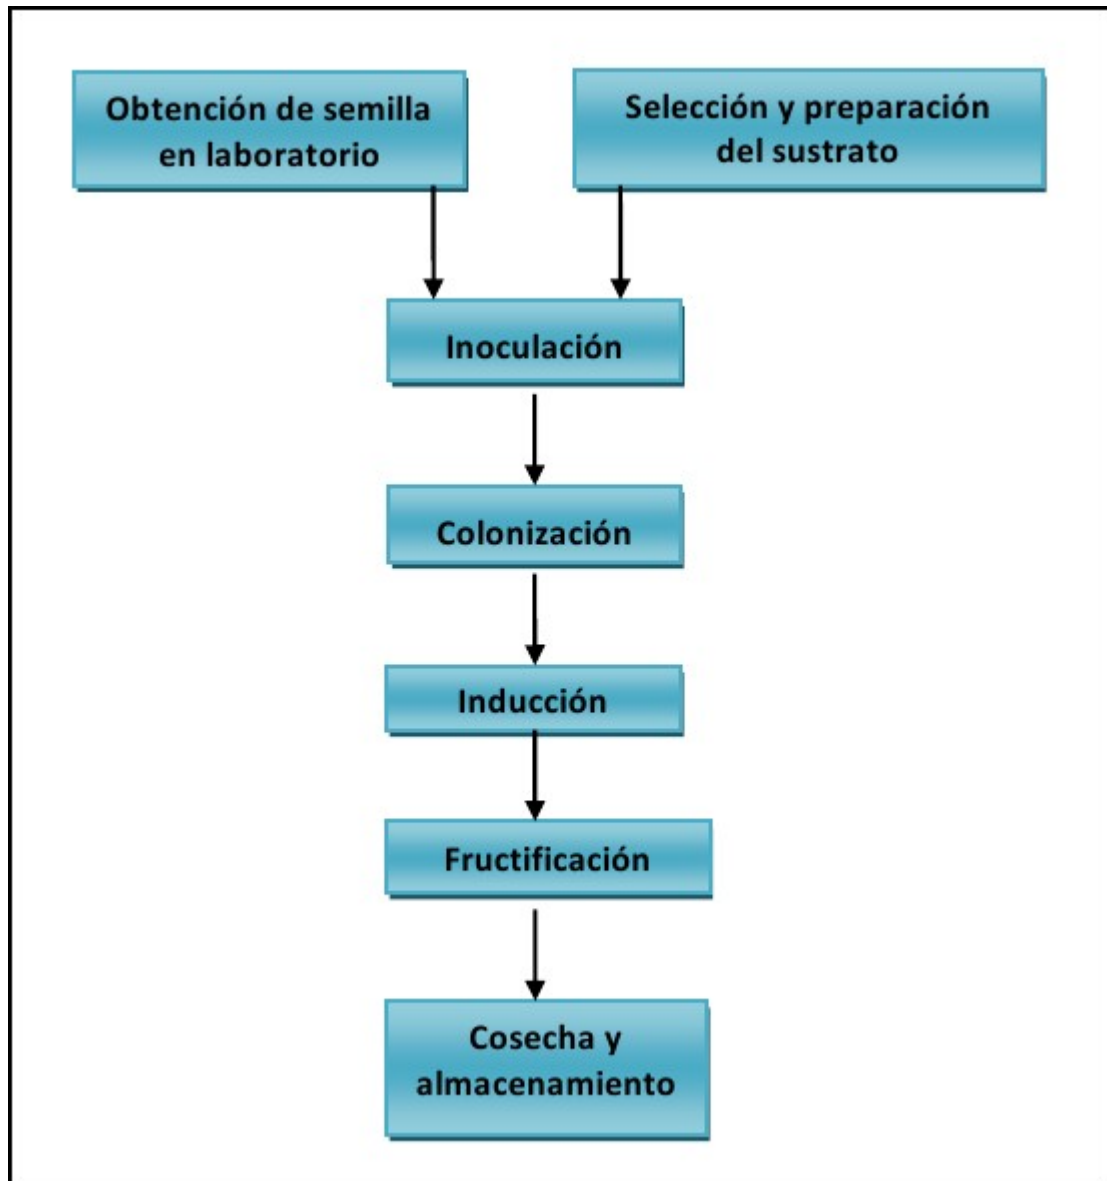 Obtención de semilla
en laboratorio
Selección y preparación
del sustrato
Inoculación
Colonización
Inducción
Fructificación
Cosecha y
almacenamiento